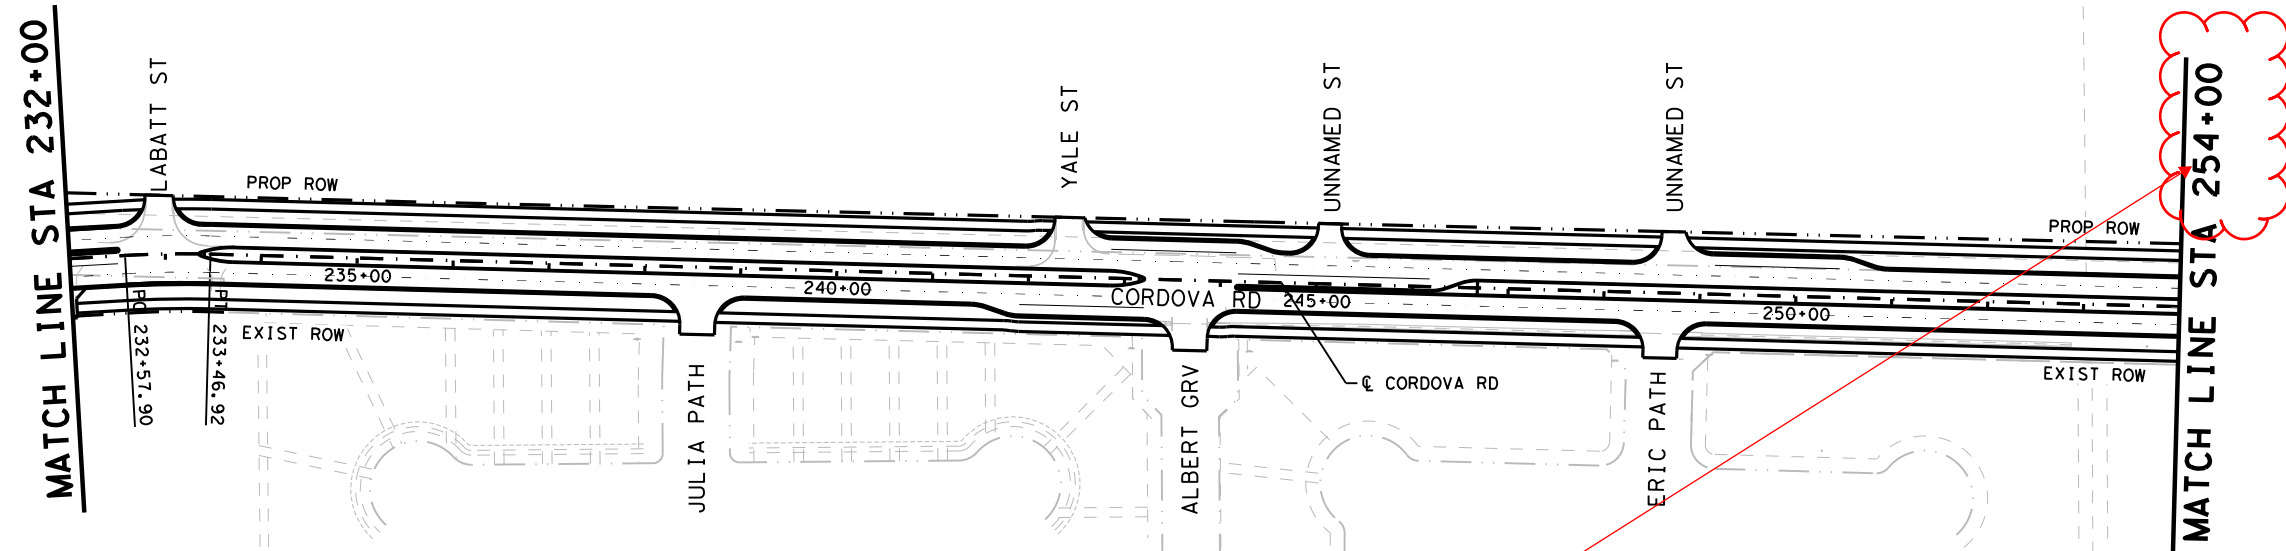 MATCH LINE STA 232+00
LABATT ST
PROP ROW
YALE ST
UNNAMED ST
UNNAMED ST
PROP ROW
MATCH LINE STA 254+00
235+00
240+00
CORDOVA RD
245+00
250+00
PC 232+57.90
PT 233+46.92
EXIST ROW
JULIA PATH
ALBERT GRV
℄ CORDOVA RD
ERIC PATH
EXIST ROW